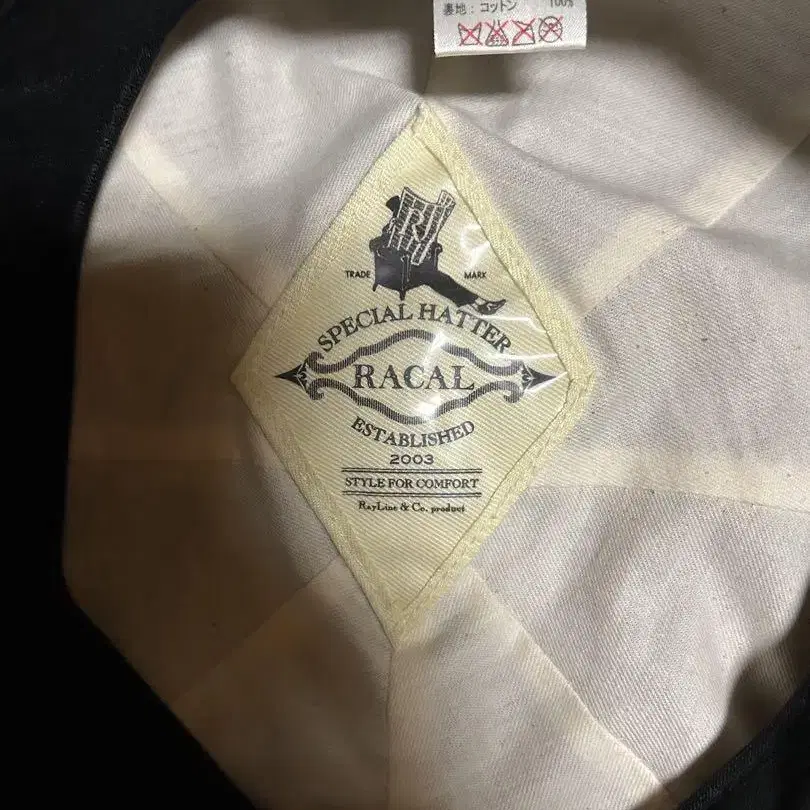 裏地：コットン 100%
RJ
TRADE MARK
SPECIAL HATTER
RACAL
ESTABLISHED
2003
STYLE FOR COMFORT
RayLine & Co. product